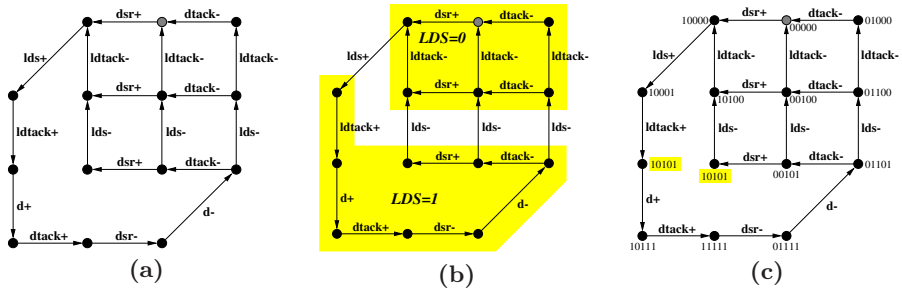 dsr+ dtack-
lds+ ldtack- ldtack- ldtack-
dsr+ dtack-
ldtack+ lds- lds- lds-
dsr+ dtack-
d+ d-
dtack+ dsr-
(a)
dsr+ dtack-
LDS=0
lds+ ldtack- ldtack- ldtack-
dsr+ dtack-
ldtack+ lds- lds- lds-
dsr+ dtack-
d+ LDS=1 d-
dtack+ dsr-
(b)
dsr+ dtack-
10000 00000 01000
lds+ ldtack- ldtack- ldtack-
dsr+ dtack-
10001 10100 00100 01100
ldtack+ lds- lds- lds-
dsr+ dtack-
10101 10101 00101 01101
d+ d-
dtack+ dsr-
10111 11111 01111
(c)